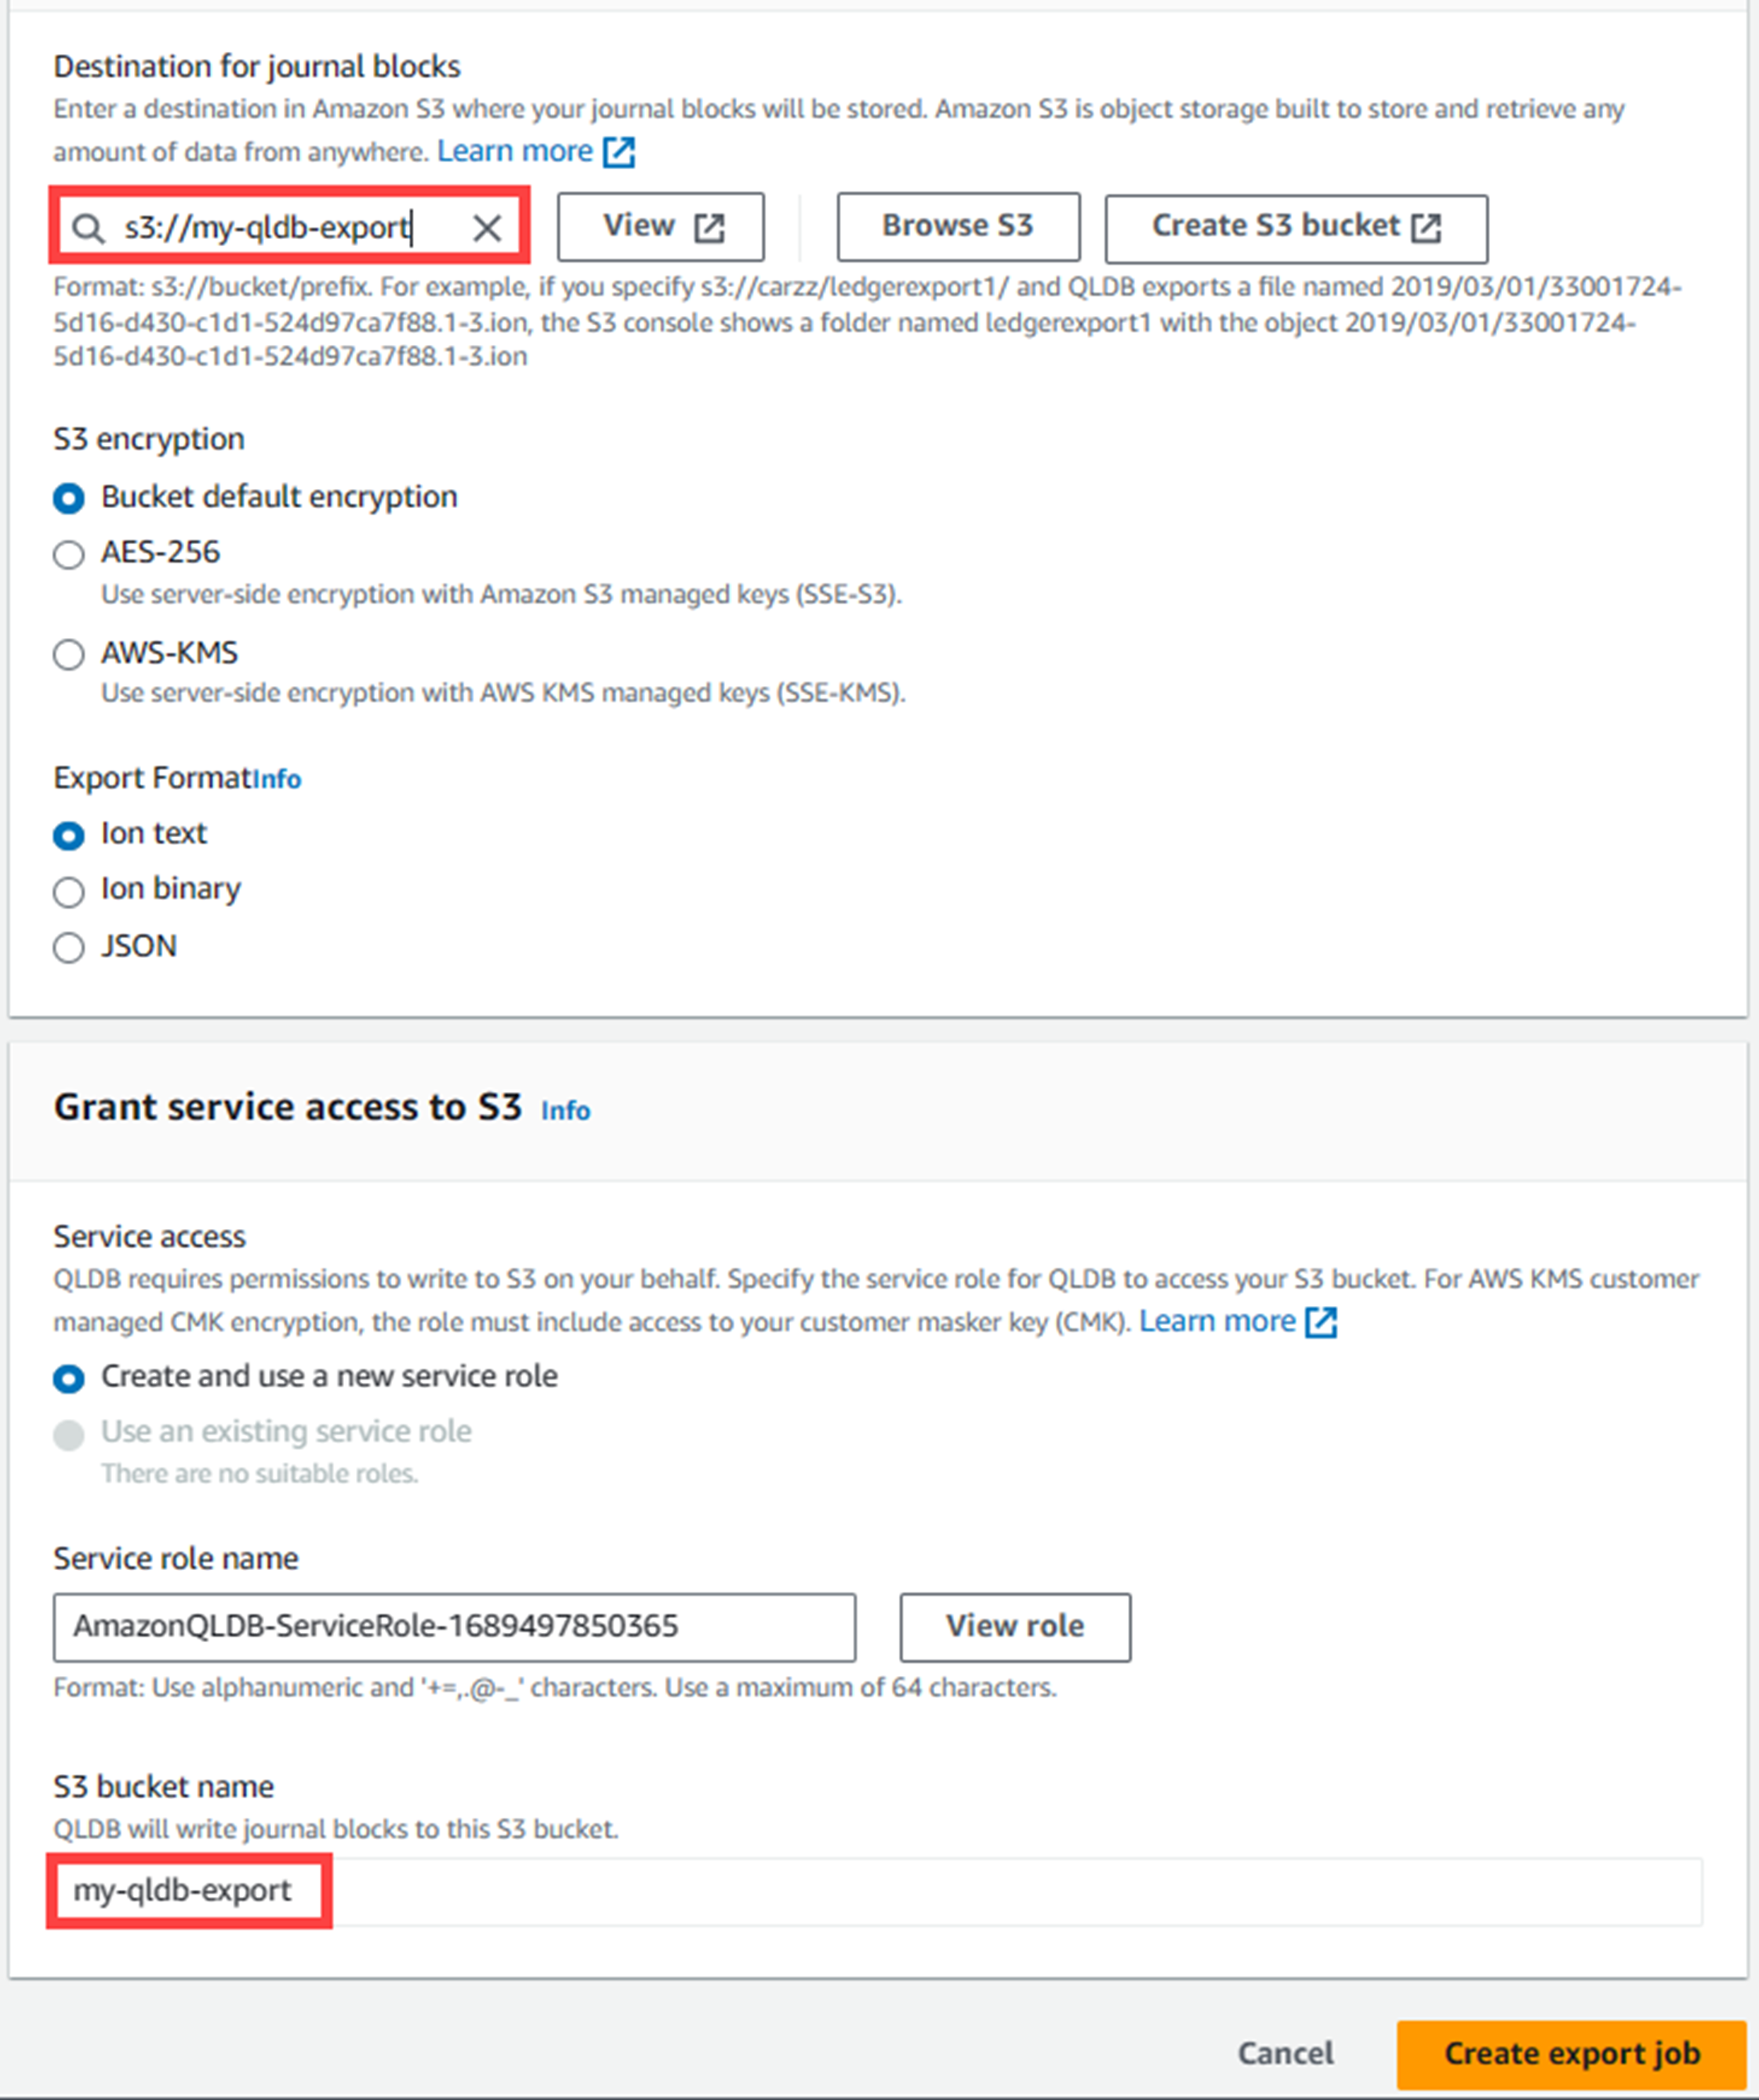 Destination for journal blocks
Enter a destination in Amazon S3 where your journal blocks will be stored. Amazon S3 is object storage built to store and retrieve any
amount of data from anywhere. Learn more
s3://my-qldb-export
View
Browse S3
Create S3 bucket
Format: s3://bucket/prefix. For example, if you specify s3://carzz/ledgerexport1/ and QLDB exports a file named 2019/03/01/33001724-
5d16-d430-c1d1-524d97ca7f88.1-3.ion, the S3 console shows a folder named ledgerexport1 with the object 2019/03/01/33001724-
5d16-d430-c1d1-524d97ca7f88.1-3.ion
S3 encryption
Bucket default encryption
AES-256
Use server-side encryption with Amazon S3 managed keys (SSE-S3).
AWS-KMS
Use server-side encryption with AWS KMS managed keys (SSE-KMS).
Export FormatInfo
Ion text
Ion binary
JSON
Grant service access to S3 Info
Service access
QLDB requires permissions to write to S3 on your behalf. Specify the service role for QLDB to access your S3 bucket. For AWS KMS customer
managed CMK encryption, the role must include access to your customer masker key (CMK). Learn more
Create and use a new service role
Use an existing service role
There are no suitable roles.
Service role name
AmazonQLDB-ServiceRole-1689497850365
View role
Format: Use alphanumeric and '+=,.@-_' characters. Use a maximum of 64 characters.
S3 bucket name
QLDB will write journal blocks to this S3 bucket.
my-qldb-export
Cancel
Create export job